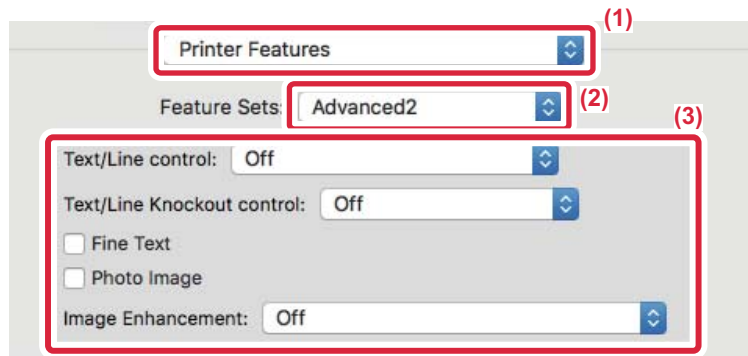 (1)
Printer Features
Feature Sets: Advanced2
(2)
(3)
Text/Line control: Off
Text/Line Knockout control: Off
Fine Text
Photo Image
Image Enhancement: Off